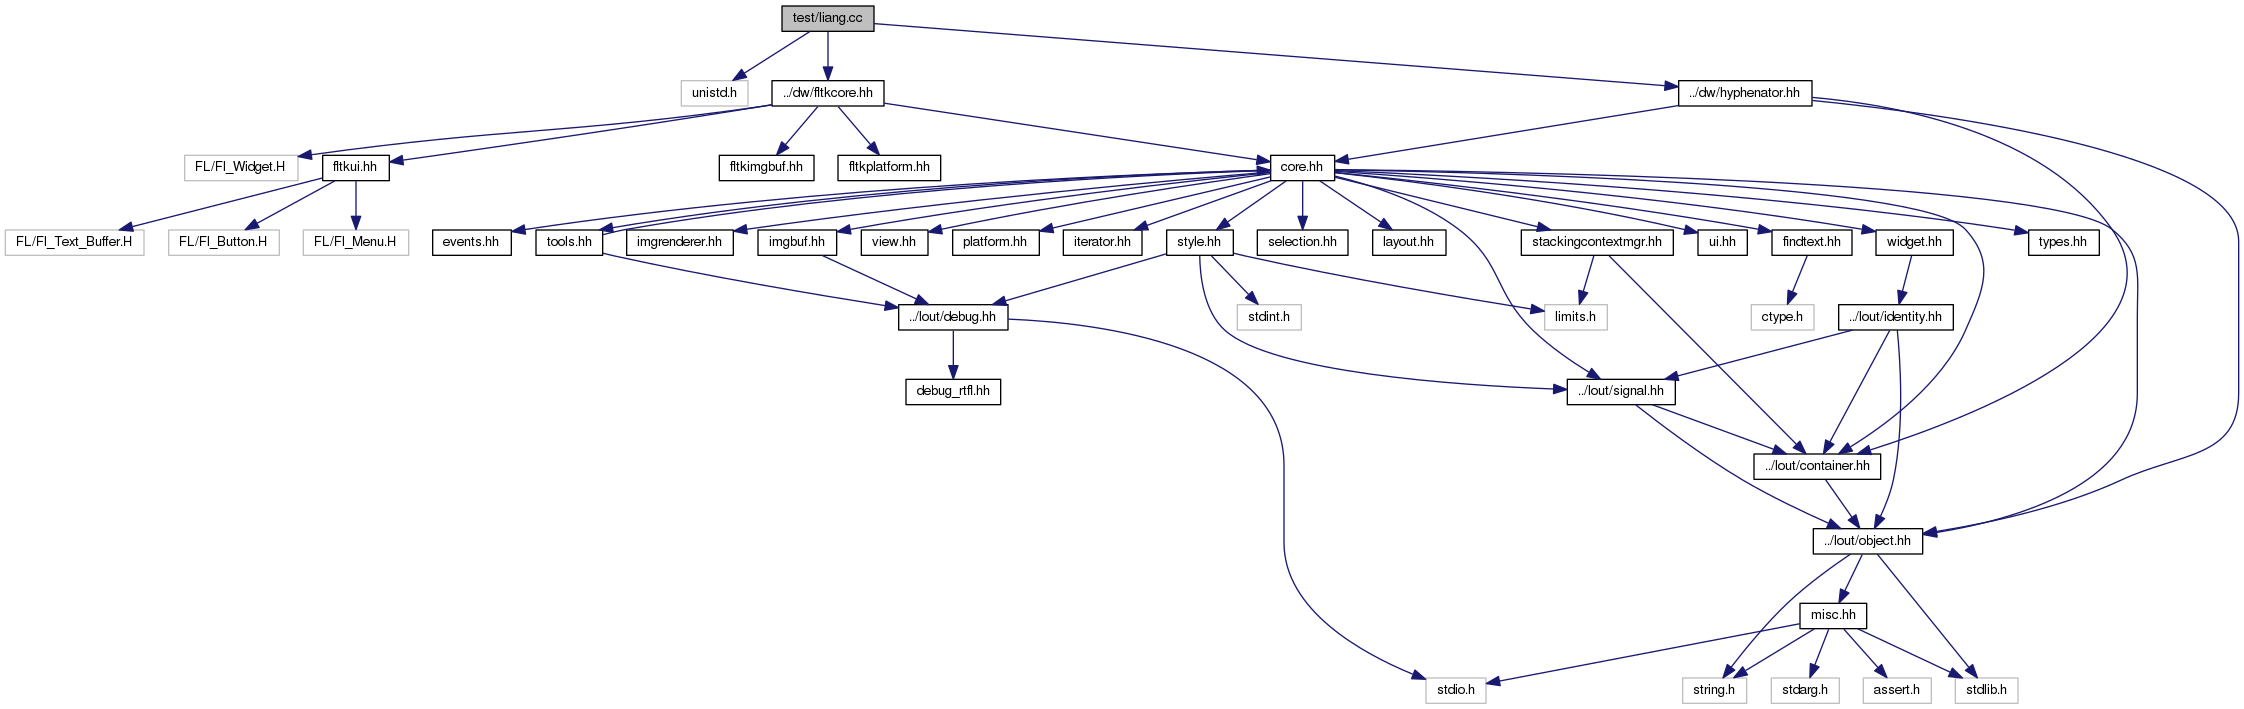 test/liang.cc
unistd.h
../dw/fltkcore.hh
../dw/hyphenator.hh
FL/Fl_Widget.H
fltkui.hh
fltkimgbuf.hh
fltkplatform.hh
core.hh
FL/Fl_Text_Buffer.H
FL/Fl_Button.H
FL/Fl_Menu.H
events.hh
tools.hh
imgrenderer.hh
imgbuf.hh
view.hh
platform.hh
iterator.hh
style.hh
selection.hh
layout.hh
stackingcontextmgr.hh
ui.hh
findtext.hh
widget.hh
types.hh
../lout/debug.hh
stdint.h
limits.h
ctype.h
../lout/identity.hh
debug_rtfl.hh
../lout/signal.hh
../lout/container.hh
../lout/object.hh
misc.hh
stdio.h
string.h
stdarg.h
assert.h
stdlib.h